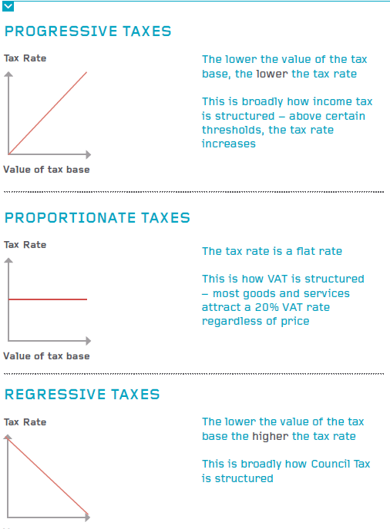 PROGRESSIVE TAXES
Tax Rate
The lower the value of the tax
base, the lower the tax rate
This is broadly how income tax
is structured – above certain
thresholds, the tax rate
increases
Value of tax base
PROPORTIONATE TAXES
Tax Rate
The tax rate is a flat rate
This is how VAT is structured
– most goods and services
attract a 20% VAT rate
regardless of price
Value of tax base
REGRESSIVE TAXES
Tax Rate
The lower the value of the tax
base the higher the tax rate
This is broadly how Council Tax
is structured